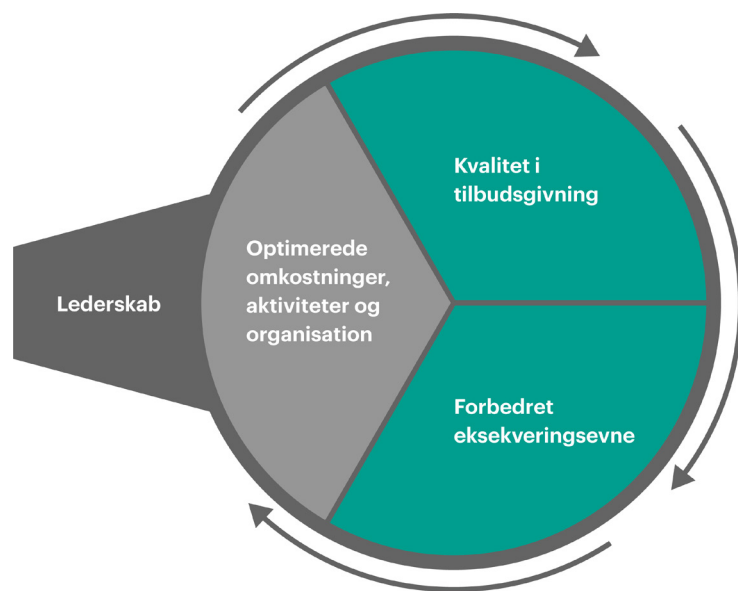 Kvalitet i
tilbudsgivning
Optimerede
omkostninger,
aktiviteter og
organisation
Lederskab
Forbedret
eksekveringsevne